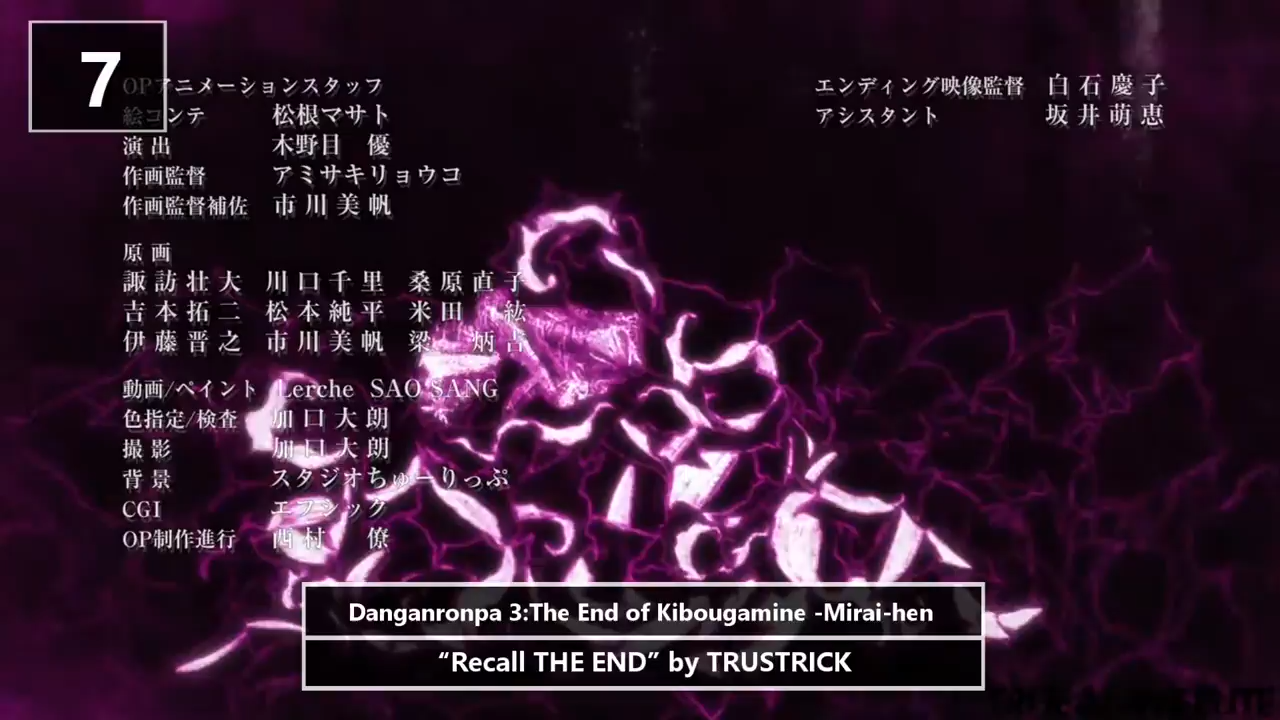 7
OPアニメーションスタッフ
絵コンテ 松根マサト
演出 木野目 優
作画監督 アミサキリョウコ
作画監督補佐 市川美帆
原画
諏訪壮大 川口千里 桑原直子
吉本拓二 松本純平 米田 紘
伊藤晋之 市川美帆 梁 炳吉
動画/ペイント Lerche SAO SANG
色指定/検査 加口大朗
撮影 加口大朗
背景 スタジオちゅーりっぷ
CGI エフシック
OP制作進行 西村 僚
エンディング映像監督 白石慶子
アシスタント 坂井萌恵
Danganronpa 3:The End of Kibougamine -Mirai-hen
“Recall THE END” by TRUSTRICK